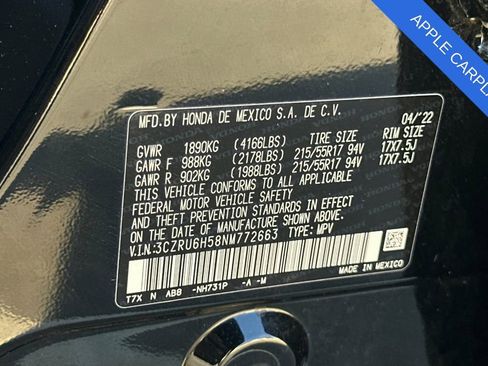 APPLE CARPL
MFD. BY HONDA DE MEXICO S.A. DE C.V. 04/'22
GVWR 1890KG (4166LBS) TIRE SIZE RIM SIZE
GAWR F 988KG (2178LBS) 215/55R17 94V 17X7.5J
GAWR R 902KG (1988LBS) 215/55R17 94V 17X7.5J
THIS VEHICLE CONFORMS TO ALL APPLICABLE
FEDERAL MOTOR VEHICLE SAFETY AND
THEFT PREVENTION STANDARDS IN EFFECT
ON THE DATE OF MANUFACTURE SHOWN ABOVE.
V.I.N.:3CZRU6H58NM772663 TYPE: MPV
T7X N ABB -NH731P -A -M
MADE IN MEXICO